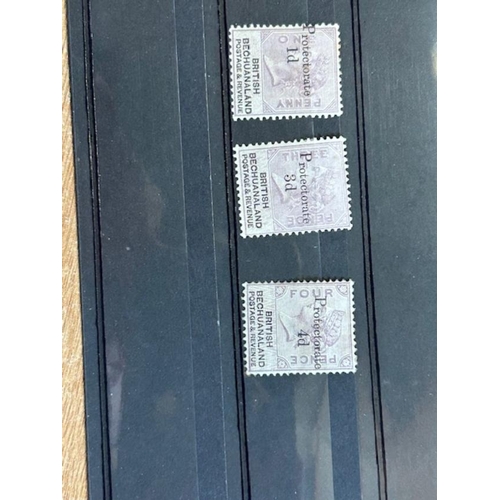 Protectorate
1d
PENNY
BRITISH
BECHUANALAND
POSTAGE & REVENUE
Protectorate
3d
PENCE
BRITISH
BECHUANALAND
POSTAGE & REVENUE
FOUR
Protectorate
4d
PENCE
BRITISH
BECHUANALAND
POSTAGE & REVENUE